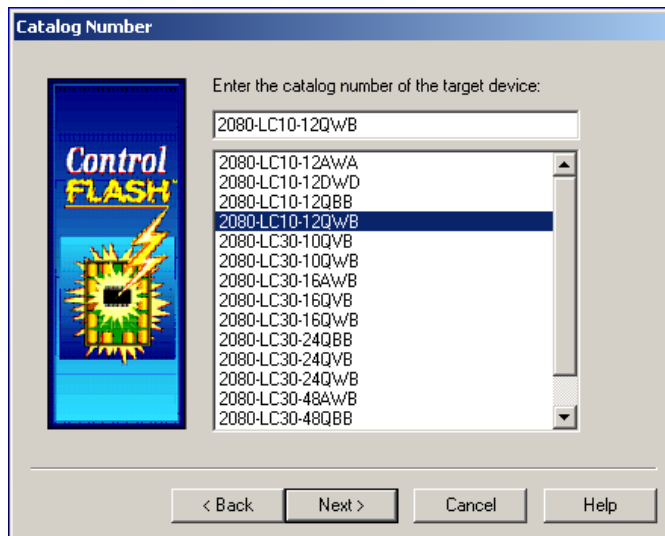 Catalog Number
Enter the catalog number of the target device:
2080-LC10-12QWB
Control
FLASH™
2080-LC10-12AWA
2080-LC10-12DWD
2080-LC10-12QBB
2080-LC10-12QWB
2080-LC30-10QVB
2080-LC30-10QWB
2080-LC30-16AWB
2080-LC30-16QVB
2080-LC30-16QWB
2080-LC30-24QBB
2080-LC30-24QVB
2080-LC30-24QWB
2080-LC30-48AWB
2080-LC30-48QBB
< Back
Next >
Cancel
Help